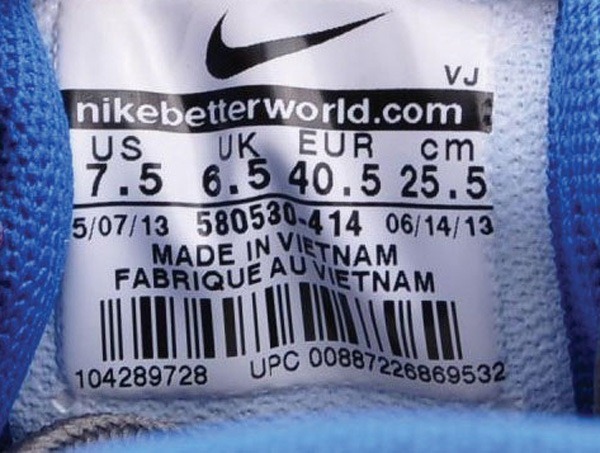 VJ
nikebetterworld.com
US UK EUR cm
7.5 6.5 40.5 25.5
5/07/13 580530-414 06/14/13
MADE IN VIETNAM
FABRIQUE AU VIETNAM
104289728 UPC 00887226869532